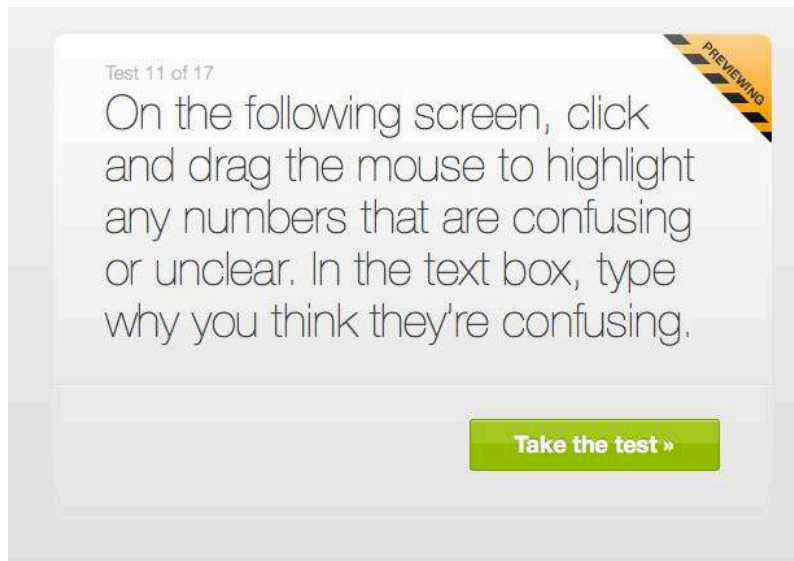 Test 11 of 17
PREVIEWING
On the following screen, click
and drag the mouse to highlight
any numbers that are confusing
or unclear. In the text box, type
why you think they're confusing.
Take the test »